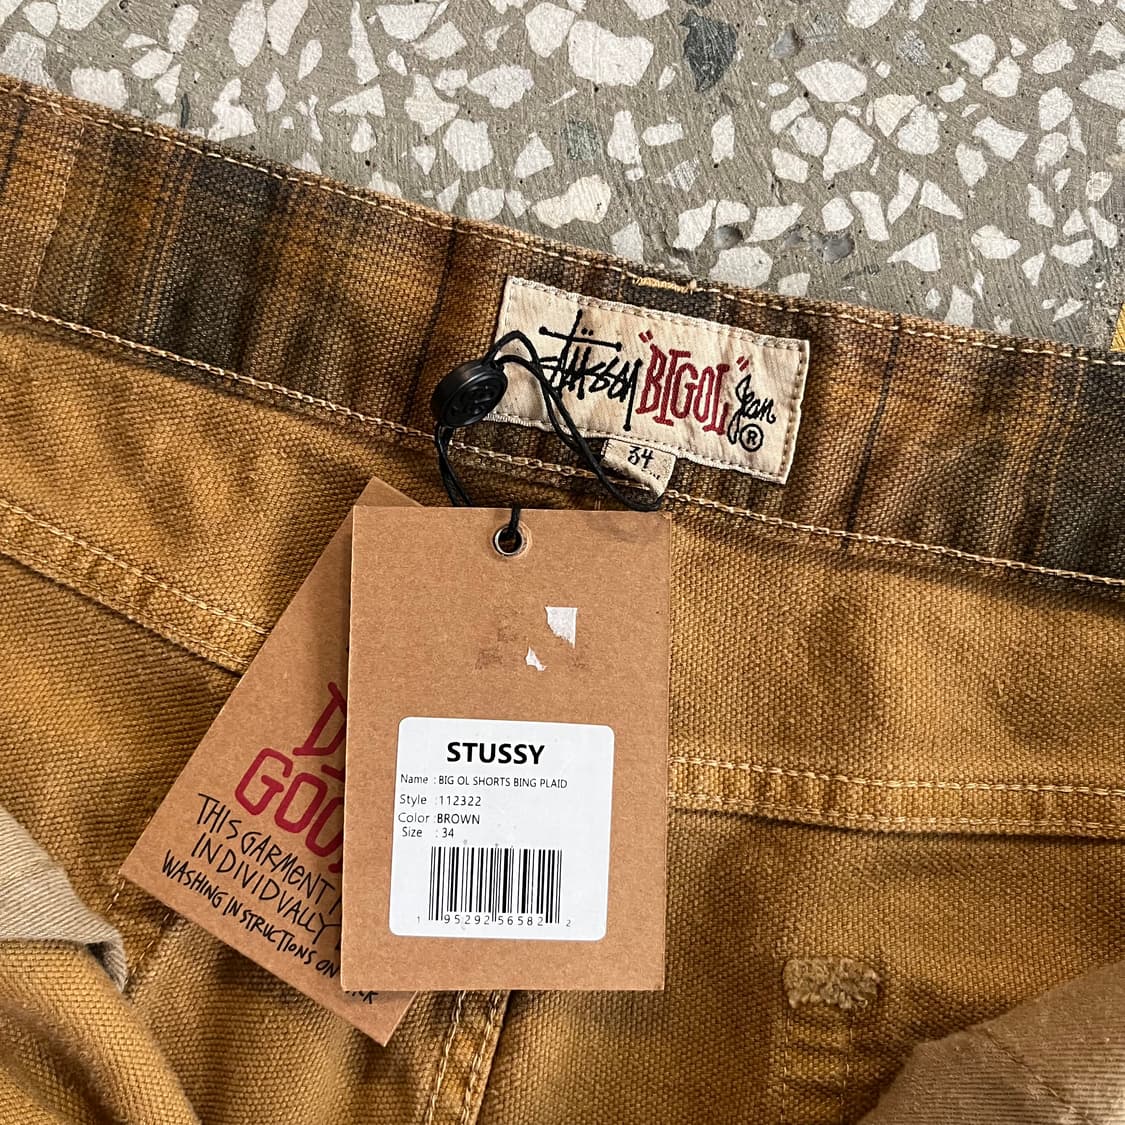 Stüssy "BIGOL" Jean ®
34
STUSSY
Name : BIG OL SHORTS BING PLAID
Style :112322
Color :BROWN
Size : 34
1 95292 56582 2
THIS GARMENT
INDIVIDUALLY
WASHING INSTRUCTIONS ON